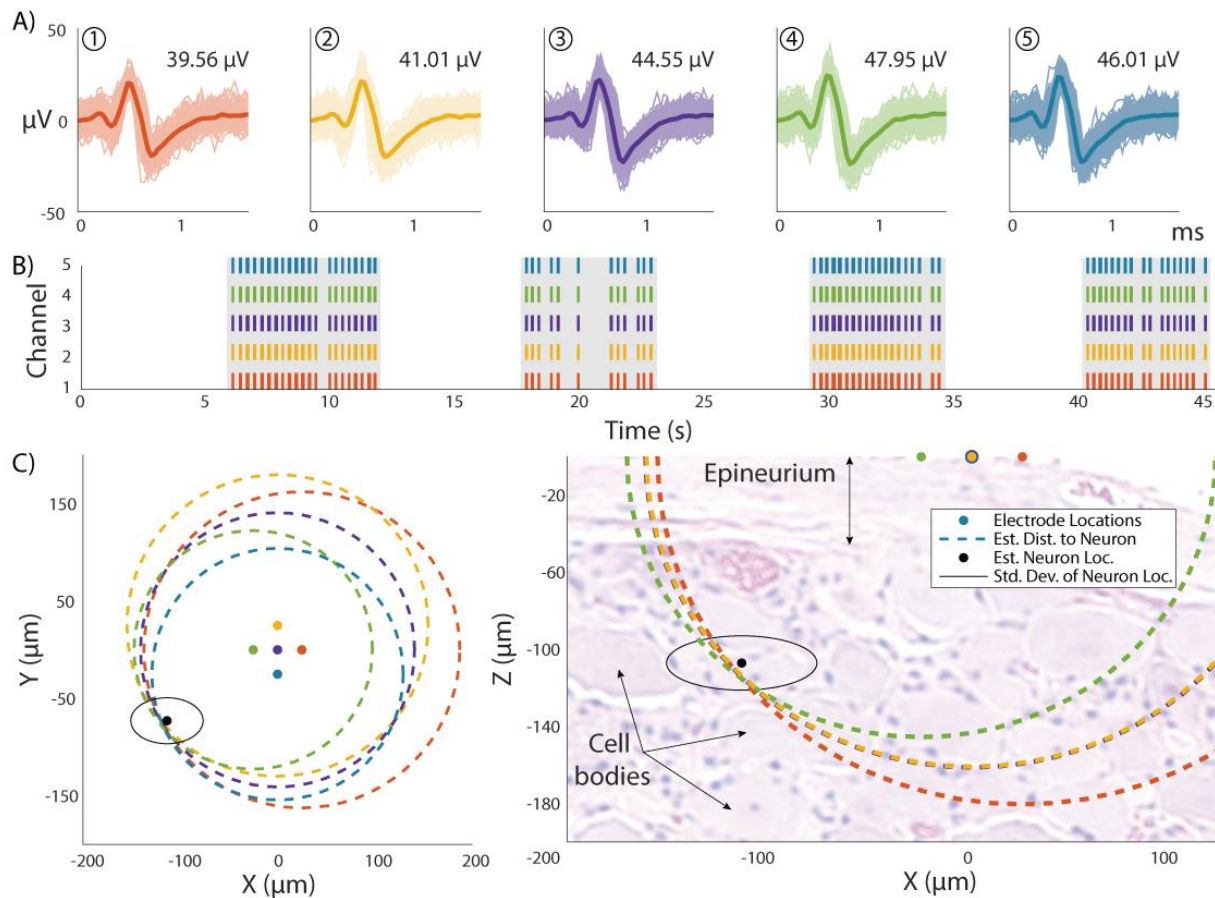 A)
50
μV 0
-50
① 39.56 μV
② 41.01 μV
③ 44.55 μV
④ 47.95 μV
⑤ 46.01 μV
0 1
0 1
0 1
0 1
0 1
ms
B)
Channel
5
4
3
2
1
0 5 10 15 20 25 30 35 40 45
Time (s)
C)
Y (μm)
150
50
0
-50
-150
-200 -100 0 100 200
X (μm)
Z (μm)
-20
-60
-100
-140
-180
-200 -100 0 100
X (μm)
Epineurium
Electrode Locations
Est. Dist. to Neuron
Est. Neuron Loc.
Std. Dev. of Neuron Loc.
Cell
bodies